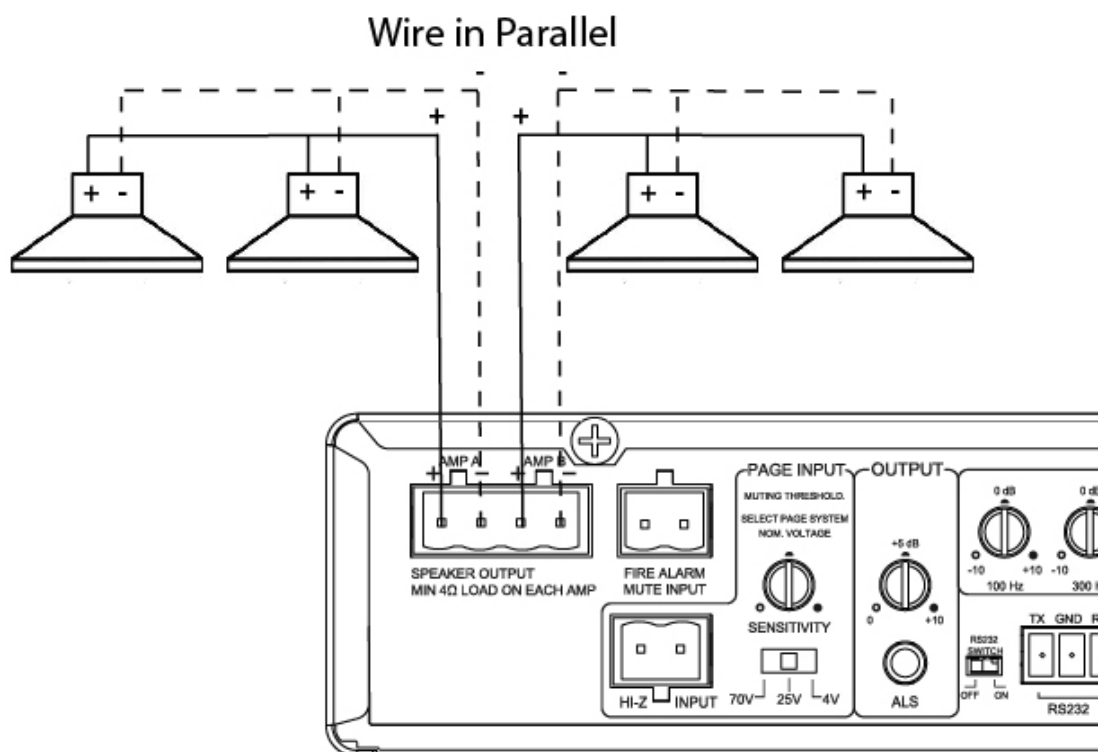 Wire in Parallel
- -
+ +
+ - + - + - + -
+ AMP A - + AMP B -
SPEAKER OUTPUT
MIN 4Ω LOAD ON EACH AMP
FIRE ALARM
MUTE INPUT
HI-Z INPUT
PAGE INPUT
MUTING THRESHOLD.
SELECT PAGE SYSTEM
NOM. VOLTAGE
SENSITIVITY
70V 25V 4V
OUTPUT
+5 dB
0 +10
ALS
0 dB 0 dB
-10 +10 -10
100 Hz 300 H
RS232
SWITCH
OFF ON
TX GND R
RS232